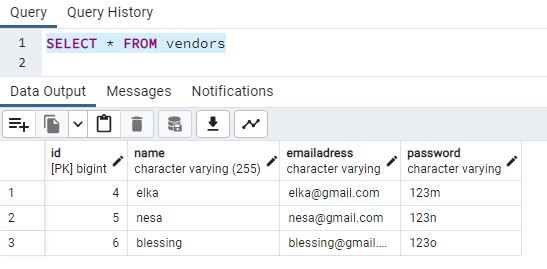 Query Query History
1 SELECT * FROM vendors
2
Data Output Messages Notifications
id name emailadress password
[PK] bigint character varying (255) character varying character varying
1 4 elka elka@gmail.com 123m
2 5 nesa nesa@gmail.com 123n
3 6 blessing blessing@gmail.... 123o